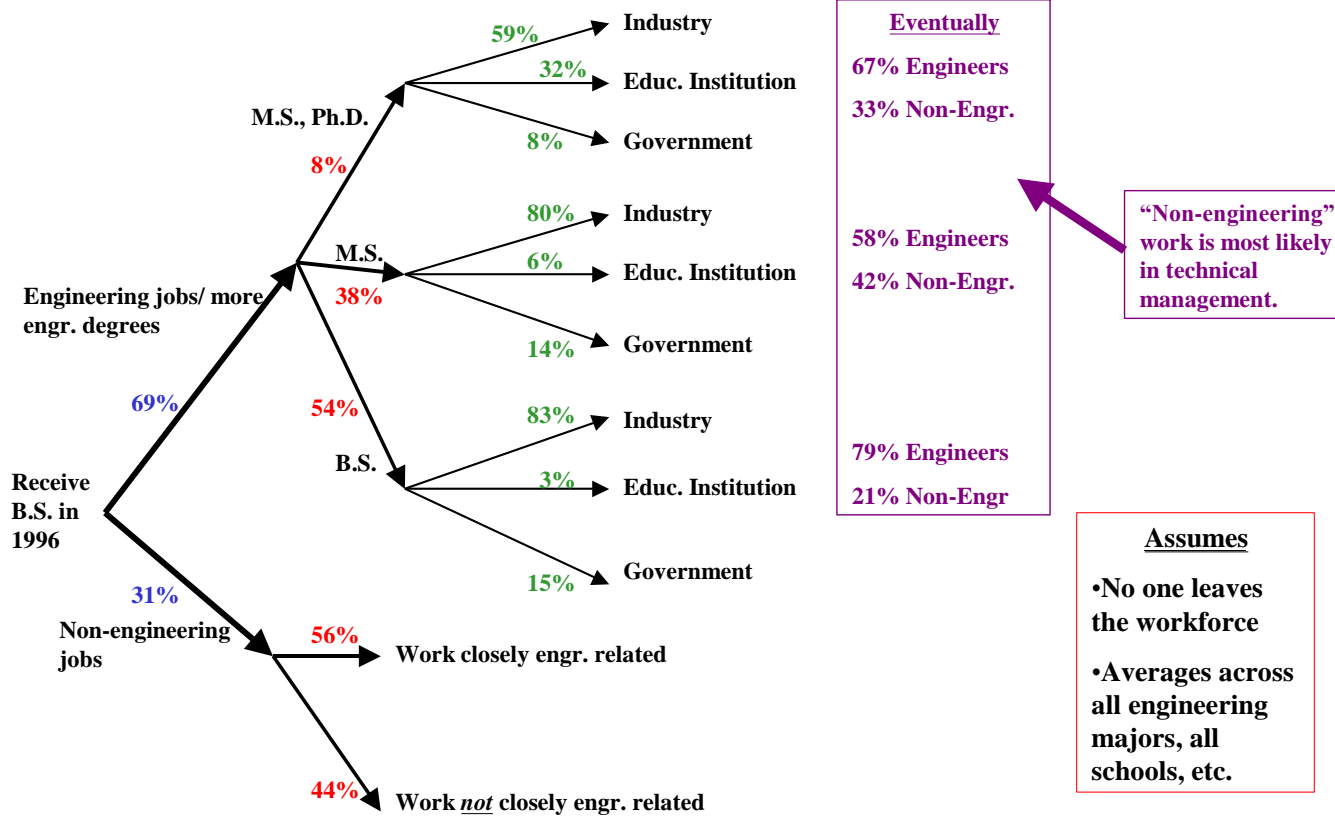 Industry
59%
32%
Educ. Institution
M.S., Ph.D.
8%
8%
Government
Industry
80%
M.S.
6%
Educ. Institution
38%
Engineering jobs/ more
engr. degrees
14%
Government
69%
54%
83%
Industry
B.S.
3%
Educ. Institution
Receive
B.S. in
1996
15%
Government
31%
Non-engineering
jobs
56%
Work closely engr. related
44%
Work not closely engr. related
Eventually
67% Engineers
33% Non-Engr.
58% Engineers
42% Non-Engr.
79% Engineers
21% Non-Engr
“Non-engineering”
work is most likely
in technical
management.
Assumes
•No one leaves
the workforce
•Averages across
all engineering
majors, all
schools, etc.